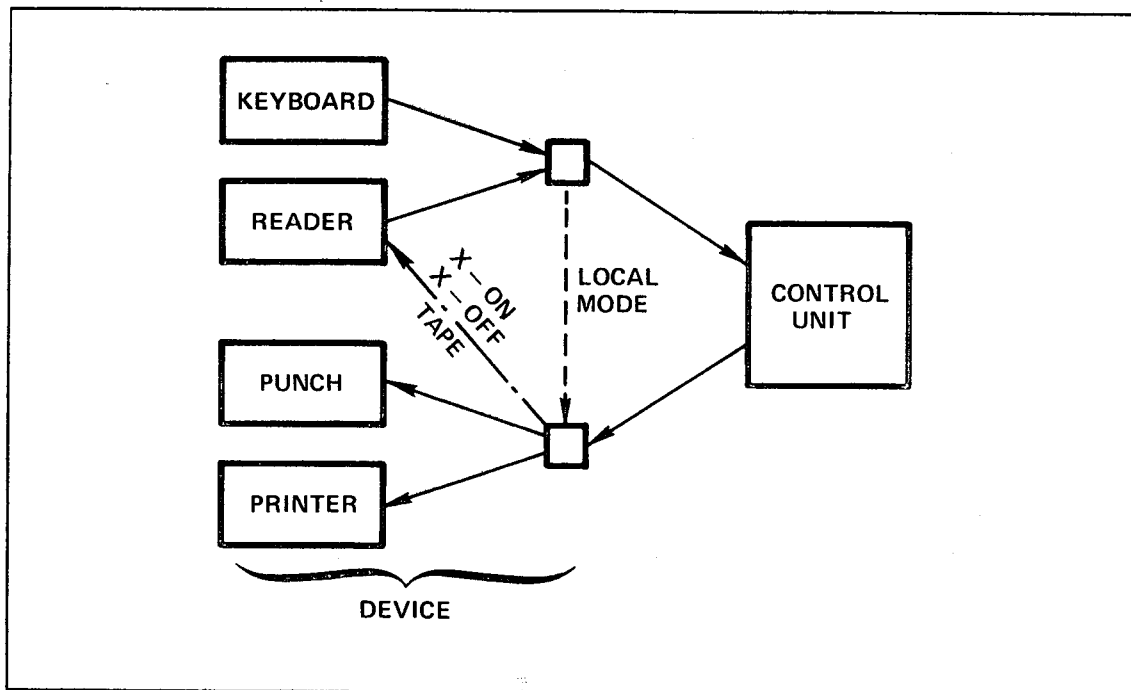 KEYBOARD
READER
X – ON
X – OFF
TAPE
LOCAL
MODE
CONTROL
UNIT
PUNCH
PRINTER
DEVICE